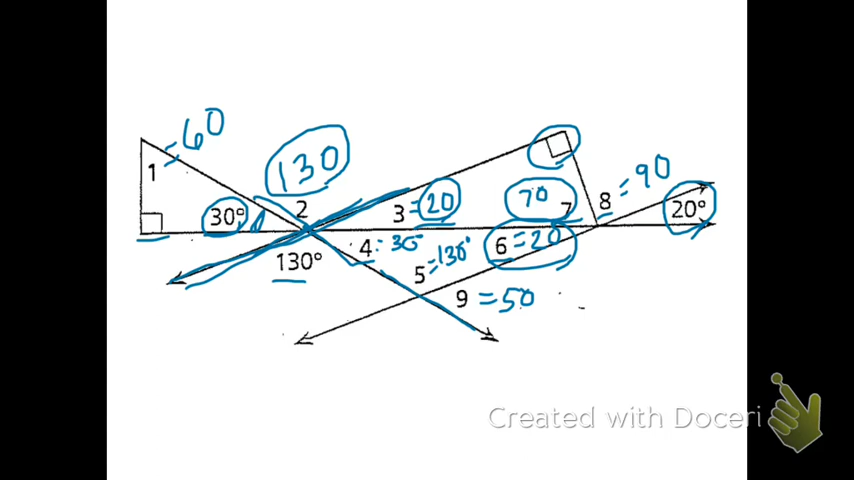 1 = 60
130
2
30°
3 = 20
70
7
8 = 90
20°
130°
4 = 30°
5 = 130°
6 = 20
9 = 50
Created with Doceri